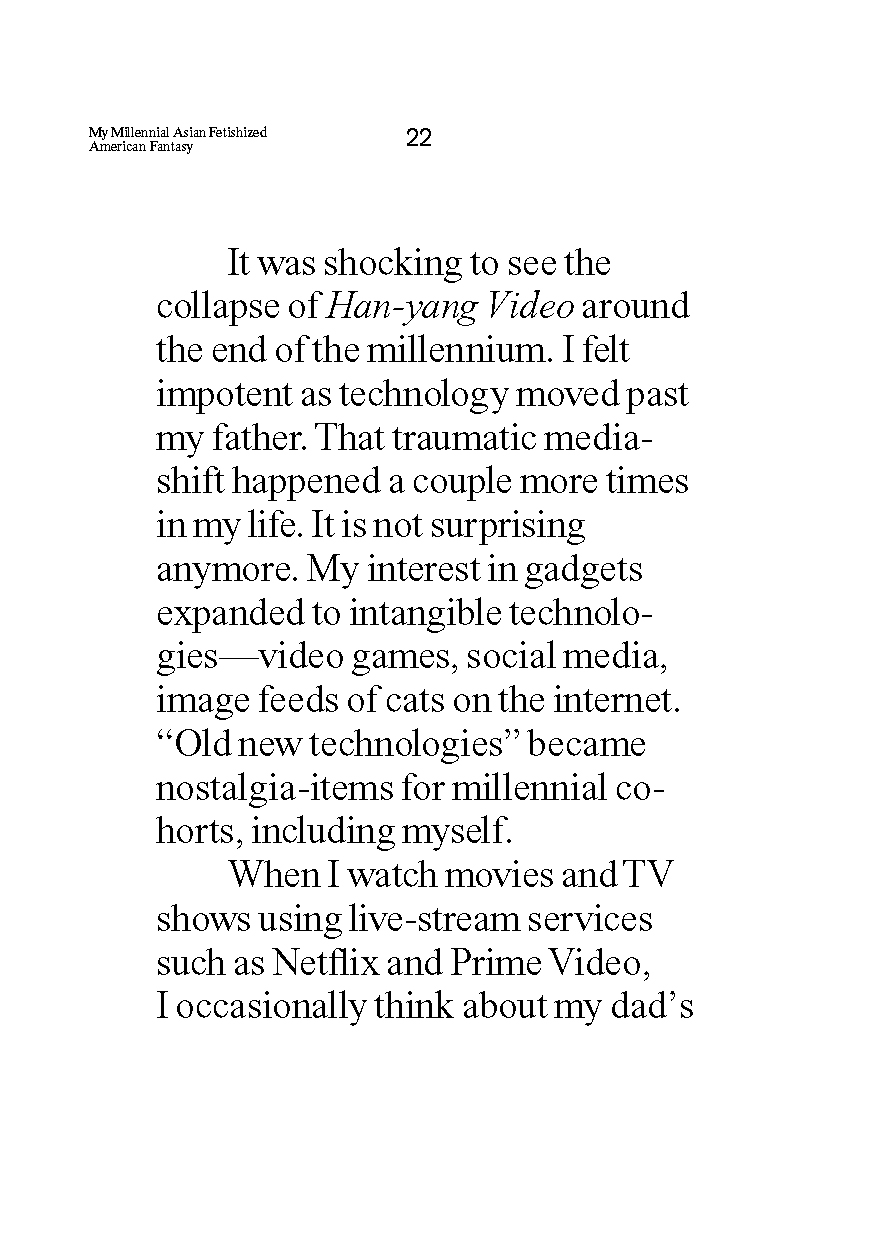 My Millennial Asian Fetishized
American Fantasy
22
It was shocking to see the
collapse of Han-yang Video around
the end of the millennium. I felt
impotent as technology moved past
my father. That traumatic media-
shift happened a couple more times
in my life. It is not surprising
anymore. My interest in gadgets
expanded to intangible technolo-
gies—video games, social media,
image feeds of cats on the internet.
“Old new technologies” became
nostalgia-items for millennial co-
horts, including myself.
When I watch movies and TV
shows using live-stream services
such as Netflix and Prime Video,
I occasionally think about my dad’s